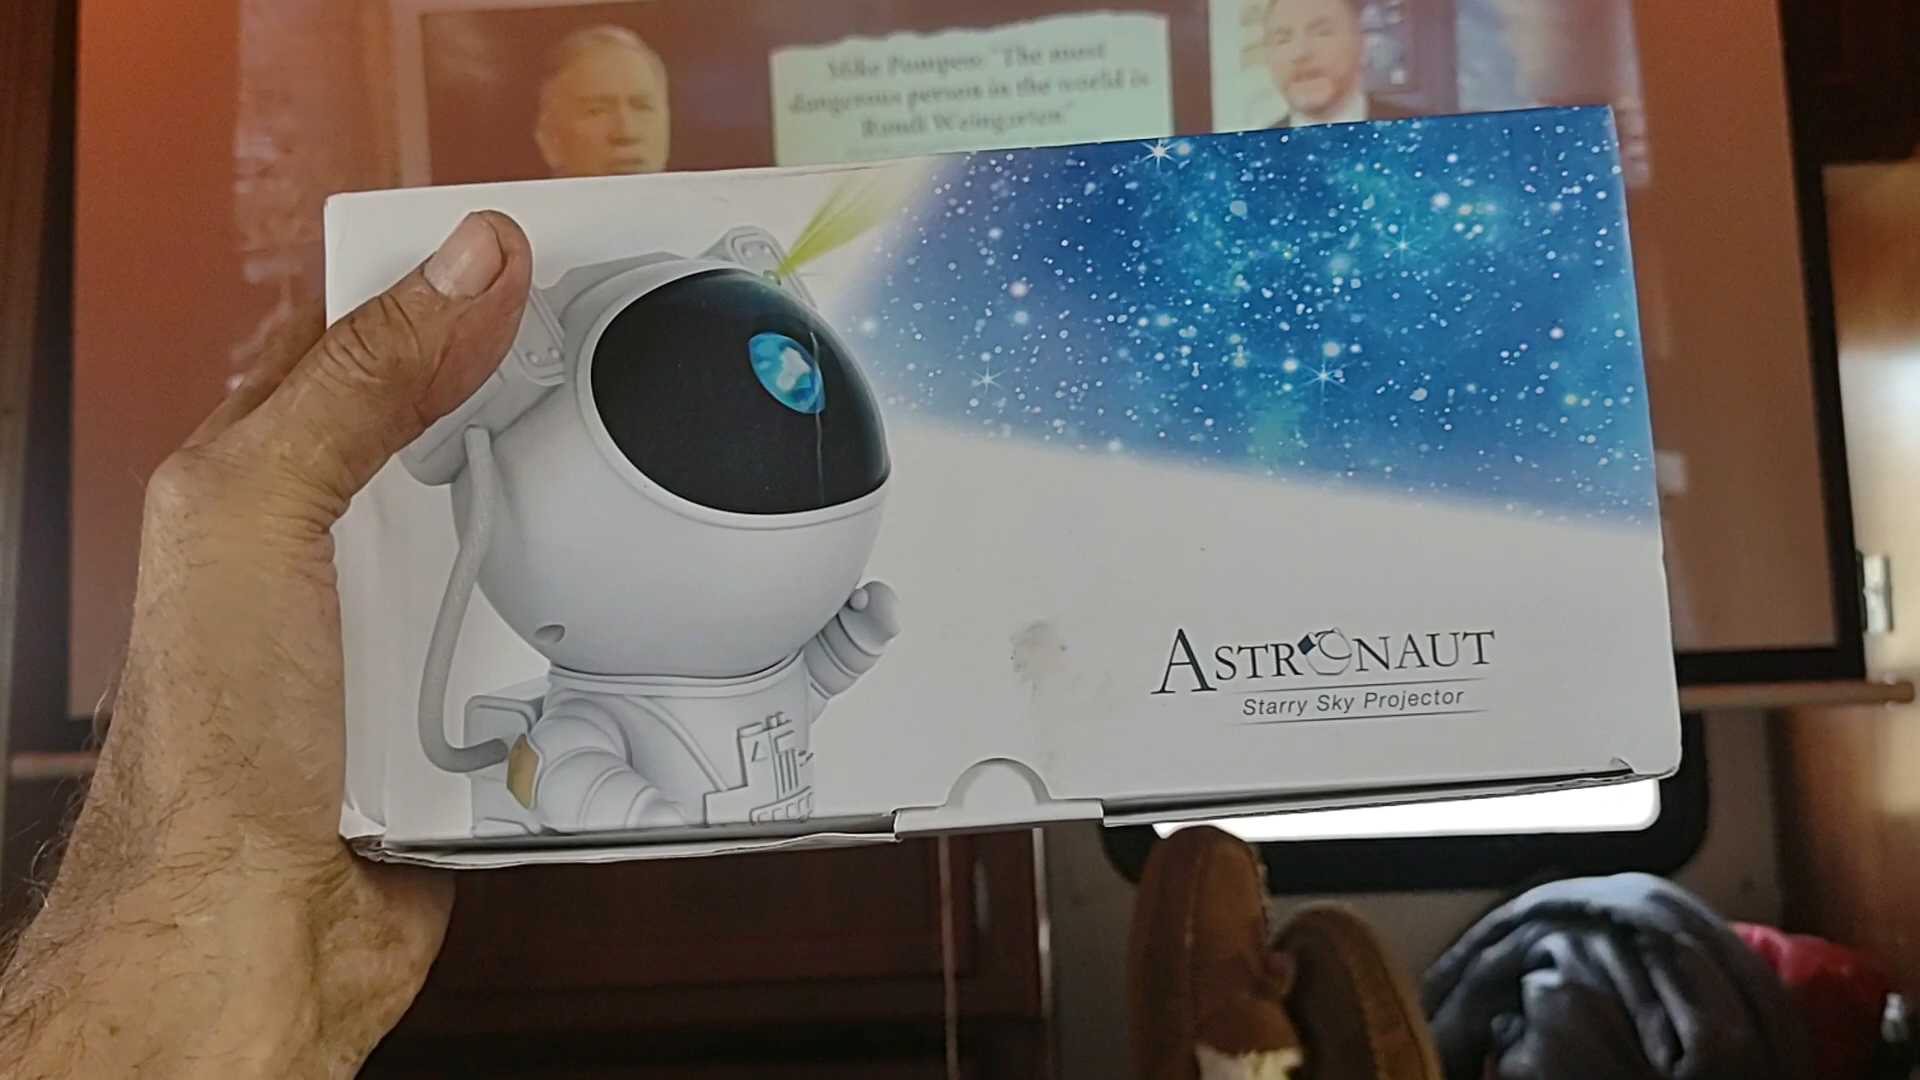 Mike Pompeo: "The most
dangerous person in the world is
Randi Weingarten"
ASTRONAUT
Starry Sky Projector